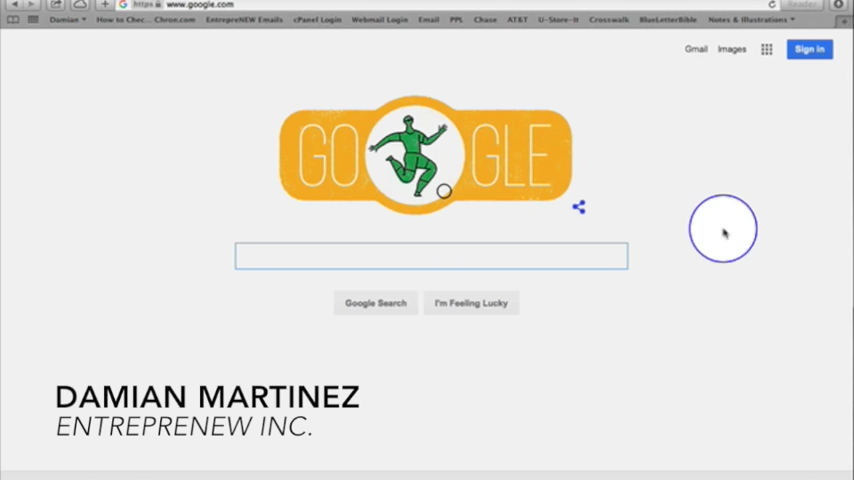 https www.google.com Reader
Damian How to Chec... Chron.com EntrepreNEW Emails cPanel Login Webmail Login Email PPL Chase AT&T U-Store-It Crosswalk BlueLetterBible Notes & Illustrations
Gmail Images Sign in
GOOGLE
Google Search I'm Feeling Lucky
DAMIAN MARTINEZ
ENTREPRENEW INC.